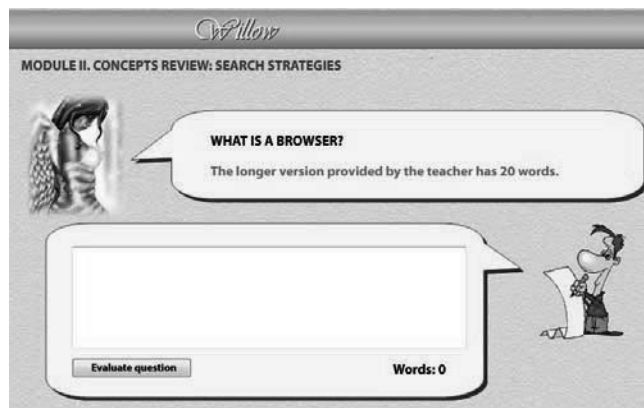 Willow
MODULE II. CONCEPTS REVIEW: SEARCH STRATEGIES
WHAT IS A BROWSER?
The longer version provided by the teacher has 20 words.
Evaluate question
Words: 0